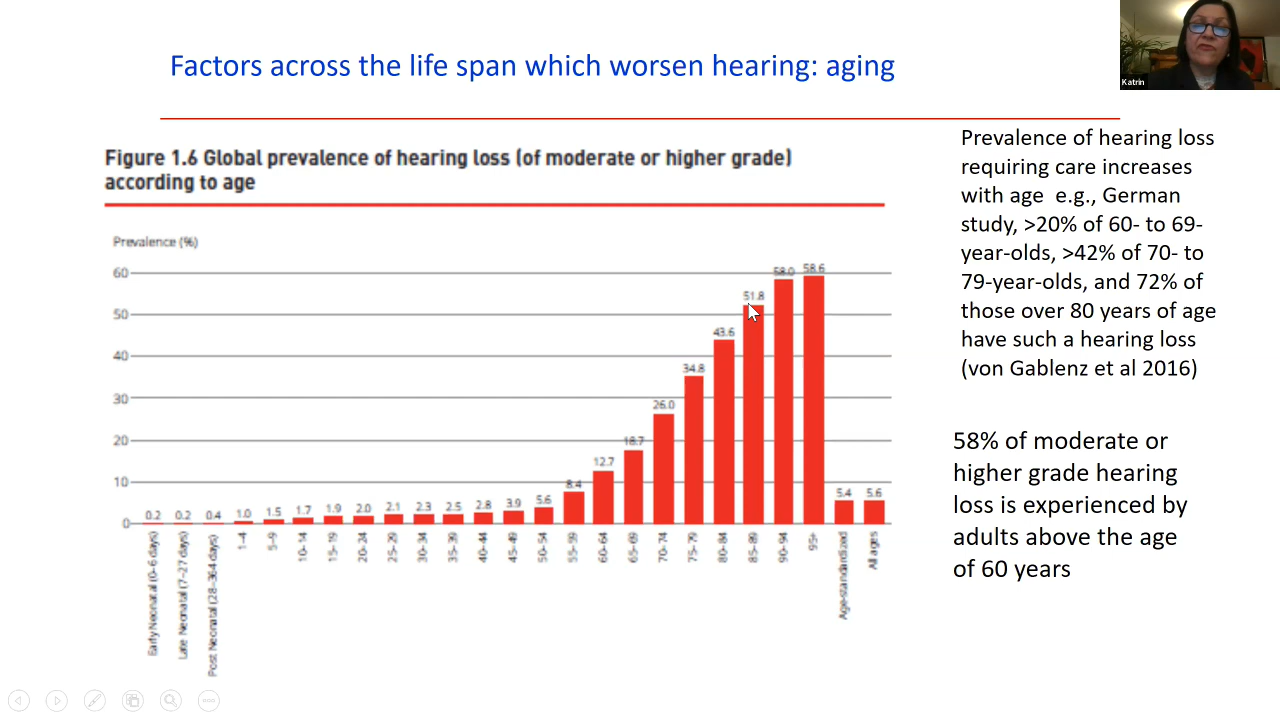 Factors across the life span which worsen hearing: aging
Katrin
Figure 1.6 Global prevalence of hearing loss (of moderate or higher grade)
according to age
Prevalence (%)
60
50
40
30
20
10
0
0.2
0.2
0.4
1.0
1.5
1.7
1.9
2.0
2.1
2.3
2.5
2.8
3.9
5.6
8.4
12.7
18.7
26.0
34.8
43.6
51.8
58.0
58.6
5.4
5.6
Early Neonatal (0-6 days)
Late Neonatal (7-27 days)
Post Neonatal (28-364 days)
1-4
5-9
10-14
15-19
20-24
25-29
30-34
35-39
40-44
45-49
50-54
55-59
60-64
65-69
70-74
75-79
80-84
85-89
90-94
95+
Age-standardized
All ages
Prevalence of hearing loss
requiring care increases
with age e.g., German
study, >20% of 60- to 69-
year-olds, >42% of 70- to
79-year-olds, and 72% of
those over 80 years of age
have such a hearing loss
(von Gablenz et al 2016)
58% of moderate or
higher grade hearing
loss is experienced by
adults above the age
of 60 years